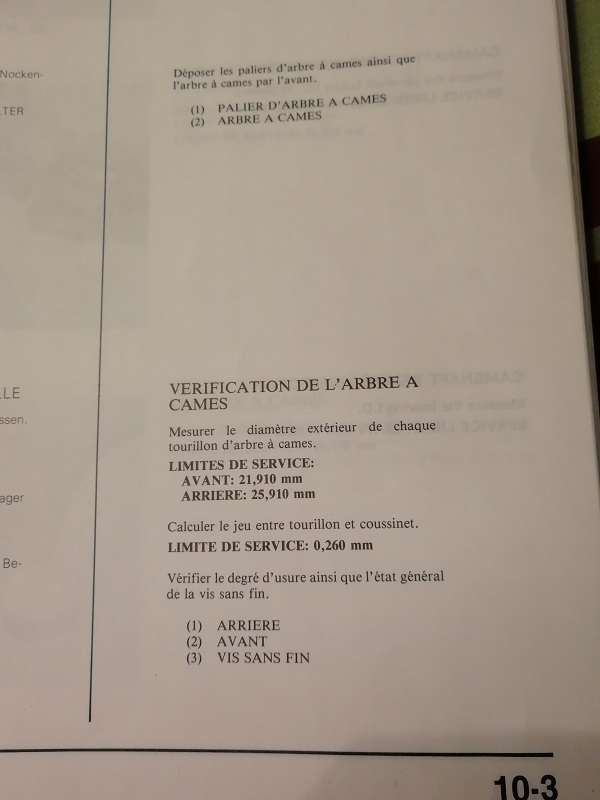 Nocken-
LTER
LLE
ssen.
ager
Be-
Déposer les paliers d'arbre à cames ainsi que
l'arbre à cames par l'avant.
(1) PALIER D'ARBRE A CAMES
(2) ARBRE A CAMES
VERIFICATION DE L'ARBRE A
CAMES
Mesurer le diamètre extérieur de chaque
tourillon d'arbre à cames.
LIMITES DE SERVICE:
AVANT: 21,910 mm
ARRIERE: 25,910 mm
Calculer le jeu entre tourillon et coussinet.
LIMITE DE SERVICE: 0,260 mm
Vérifier le degré d'usure ainsi que l'état général
de la vis sans fin.
(1) ARRIERE
(2) AVANT
(3) VIS SANS FIN
10-3